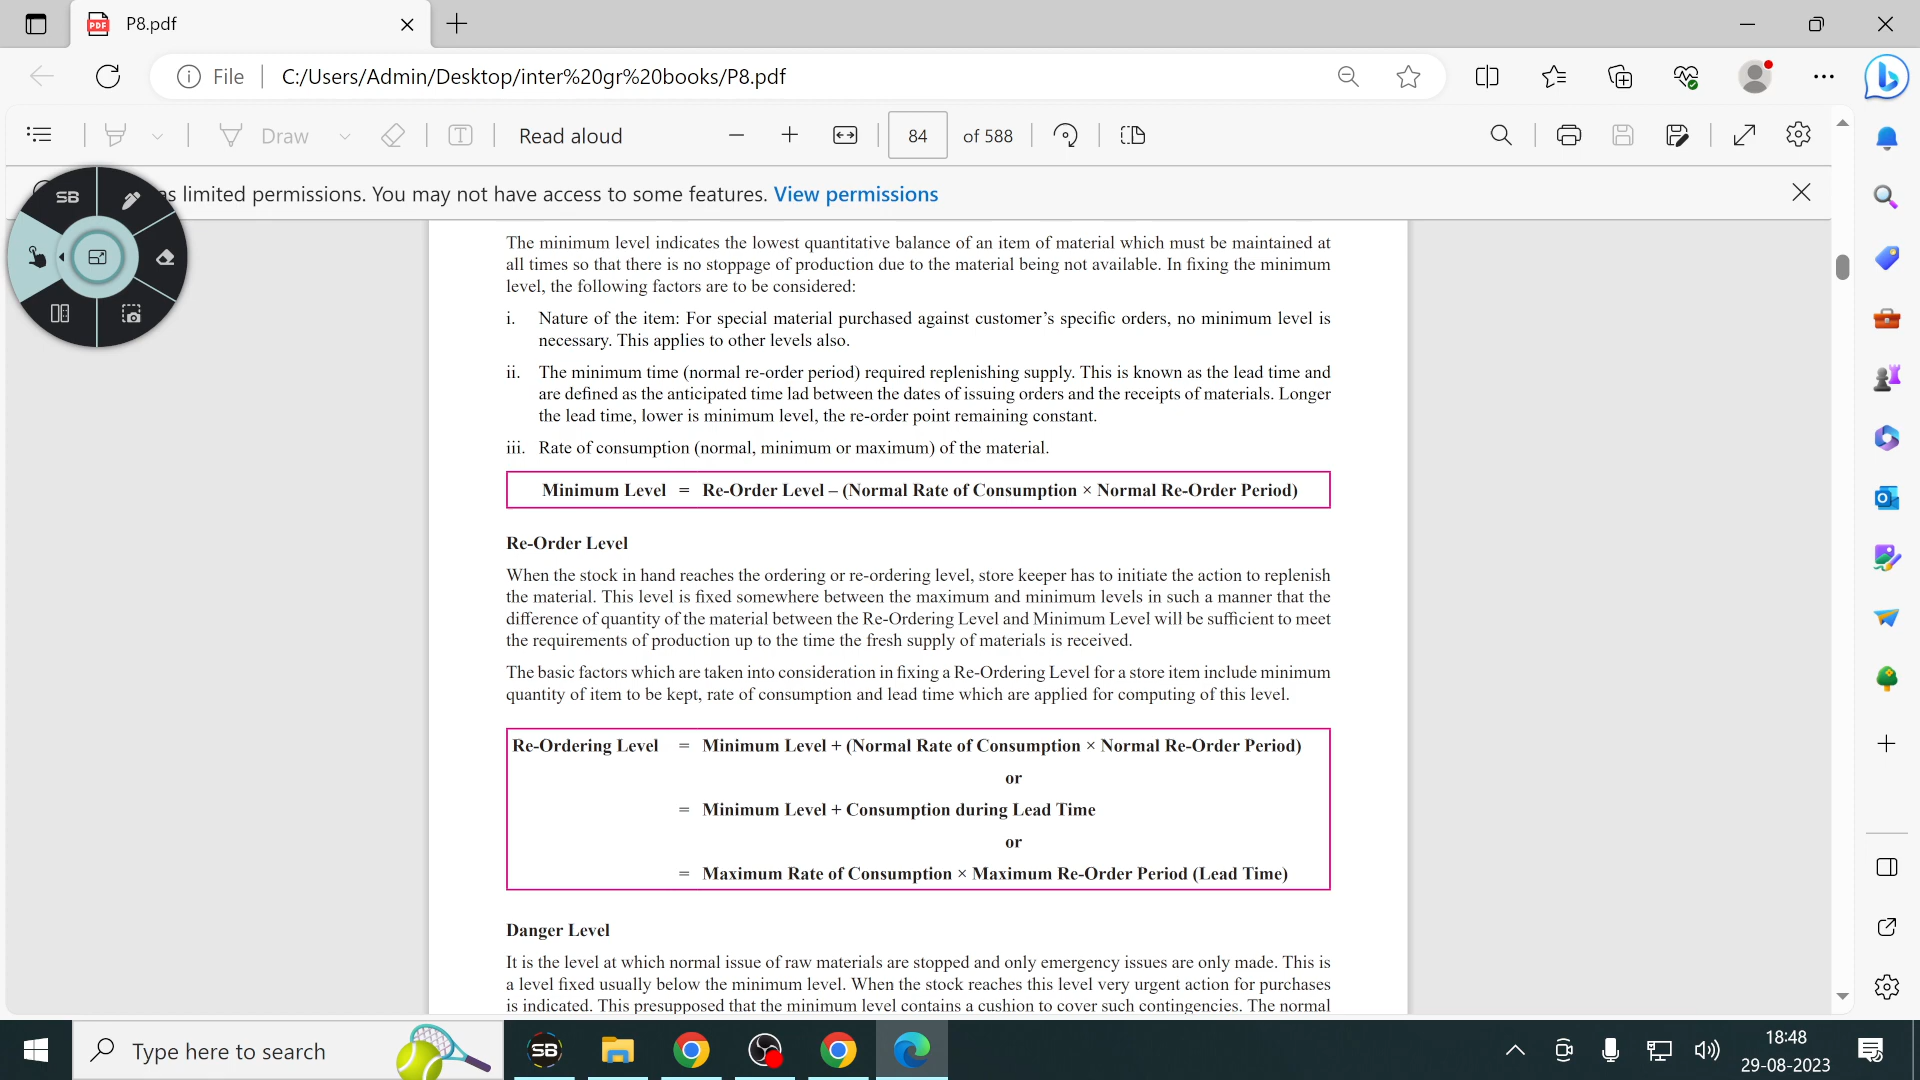 P8.pdf
File
C:/Users/Admin/Desktop/inter%20gr%20books/P8.pdf
Draw
Read aloud
84 of 588
SB
as limited permissions. You may not have access to some features. View permissions
The minimum level indicates the lowest quantitative balance of an item of material which must be maintained at
all times so that there is no stoppage of production due to the material being not available. In fixing the minimum
level, the following factors are to be considered:
i. Nature of the item: For special material purchased against customer’s specific orders, no minimum level is
necessary. This applies to other levels also.
ii. The minimum time (normal re-order period) required replenishing supply. This is known as the lead time and
are defined as the anticipated time lad between the dates of issuing orders and the receipts of materials. Longer
the lead time, lower is minimum level, the re-order point remaining constant.
iii. Rate of consumption (normal, minimum or maximum) of the material.
Minimum Level = Re-Order Level – (Normal Rate of Consumption × Normal Re-Order Period)
Re-Order Level
When the stock in hand reaches the ordering or re-ordering level, store keeper has to initiate the action to replenish
the material. This level is fixed somewhere between the maximum and minimum levels in such a manner that the
difference of quantity of the material between the Re-Ordering Level and Minimum Level will be sufficient to meet
the requirements of production up to the time the fresh supply of materials is received.
The basic factors which are taken into consideration in fixing a Re-Ordering Level for a store item include minimum
quantity of item to be kept, rate of consumption and lead time which are applied for computing of this level.
Re-Ordering Level = Minimum Level + (Normal Rate of Consumption × Normal Re-Order Period)
or
= Minimum Level + Consumption during Lead Time
or
= Maximum Rate of Consumption × Maximum Re-Order Period (Lead Time)
Danger Level
It is the level at which normal issue of raw materials are stopped and only emergency issues are only made. This is
a level fixed usually below the minimum level. When the stock reaches this level very urgent action for purchases
is indicated. This presupposed that the minimum level contains a cushion to cover such contingencies. The normal
Type here to search
SB
18:48
29-08-2023